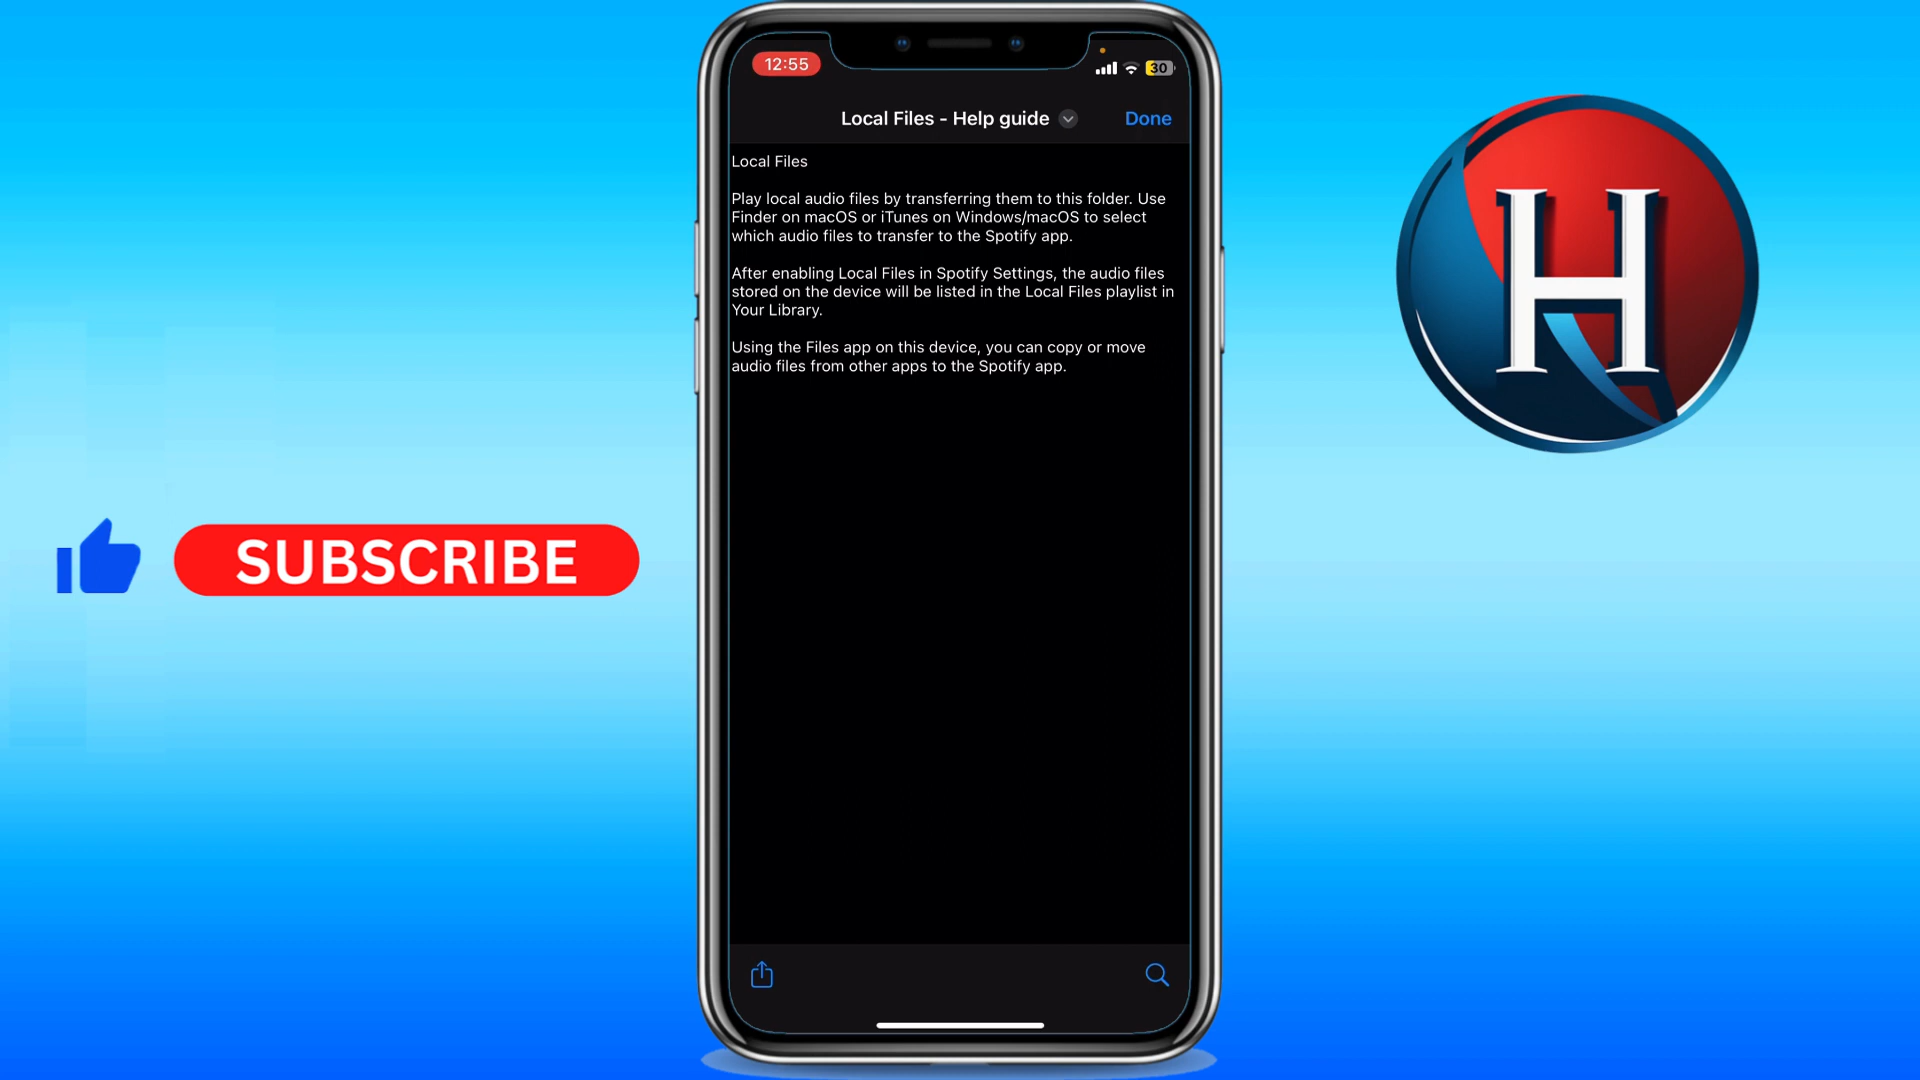 12:55
30
Local Files - Help guide
Done
Local Files
Play local audio files by transferring them to this folder. Use
Finder on macOS or iTunes on Windows/macOS to select
which audio files to transfer to the Spotify app.
After enabling Local Files in Spotify Settings, the audio files
stored on the device will be listed in the Local Files playlist in
Your Library.
Using the Files app on this device, you can copy or move
audio files from other apps to the Spotify app.
SUBSCRIBE
H